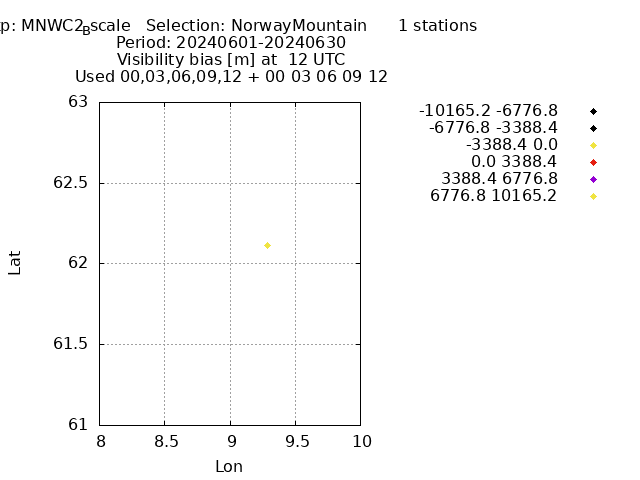 p: MNWC2Bscale   Selection: NorwayMountain      1 stations
Period: 20240601-20240630
Visibility bias [m] at  12 UTC
Used 00,03,06,09,12 + 00 03 06 09 12
-10165.2 -6776.8
-6776.8 -3388.4
-3388.4 0.0
0.0 3388.4
3388.4 6776.8
6776.8 10165.2
63
62.5
62
61.5
61
Lat
8 8.5 9 9.5 10
Lon